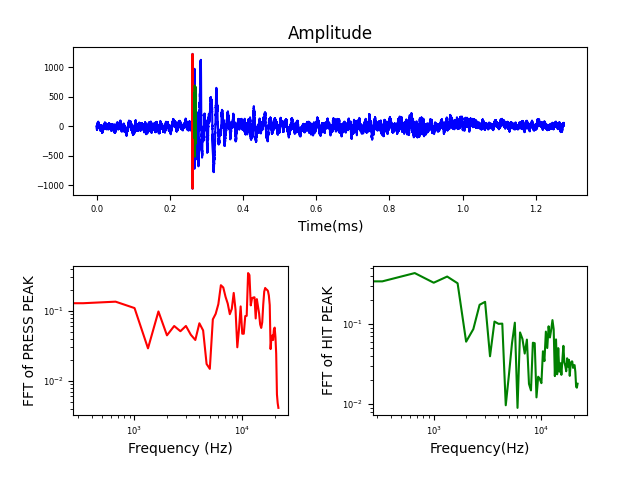 Amplitude
1000
500
0
−500
−1000
0.0 0.2 0.4 0.6 0.8 1.0 1.2
Time(ms)
FFT of PRESS PEAK
10⁻¹
10⁻²
10³ 10⁴
Frequency (Hz)
FFT of HIT PEAK
10⁻¹
10⁻²
10³ 10⁴
Frequency(Hz)